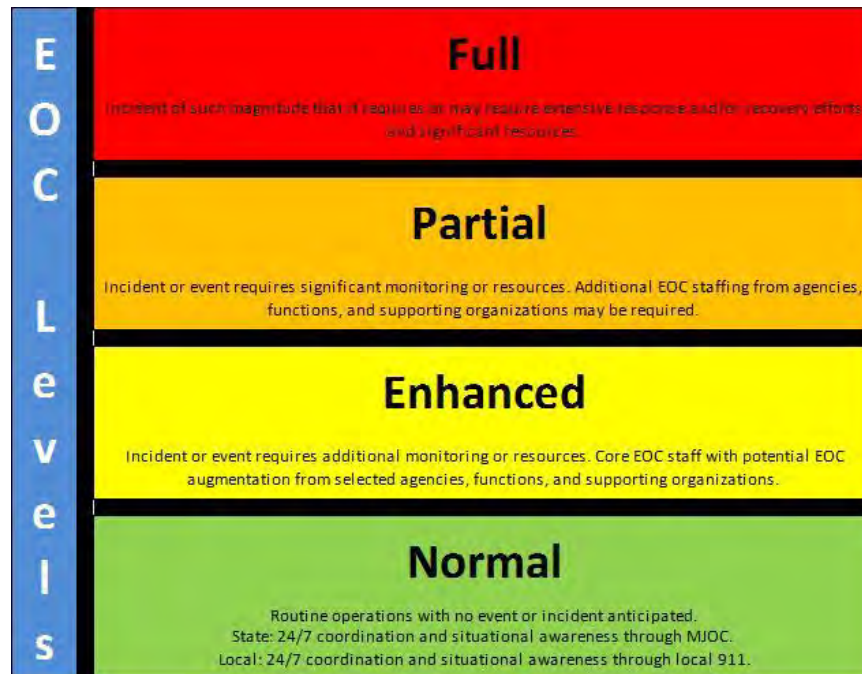 EOC Levels
Full
Incident of such magnitude that it requires or may require extensive response and/or recovery efforts
and significant resources.
Partial
Incident or event requires significant monitoring or resources. Additional EOC staffing from agencies,
functions, and supporting organizations may be required.
Enhanced
Incident or event requires additional monitoring or resources. Core EOC staff with potential EOC
augmentation from selected agencies, functions, and supporting organizations.
Normal
Routine operations with no event or incident anticipated.
State: 24/7 coordination and situational awareness through MJOC.
Local: 24/7 coordination and situational awareness through local 911.